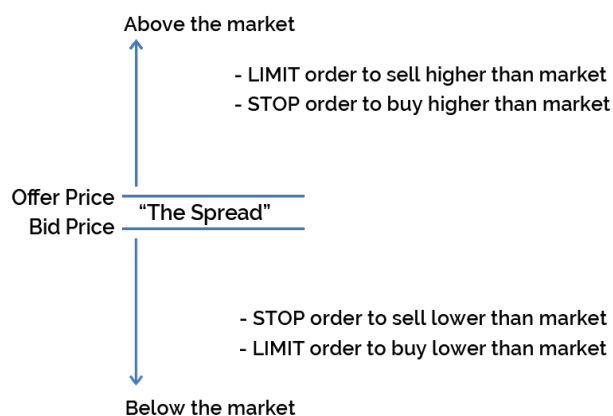 Above the market
- LIMIT order to sell higher than market
- STOP order to buy higher than market
Offer Price
“The Spread”
Bid Price
- STOP order to sell lower than market
- LIMIT order to buy lower than market
Below the market